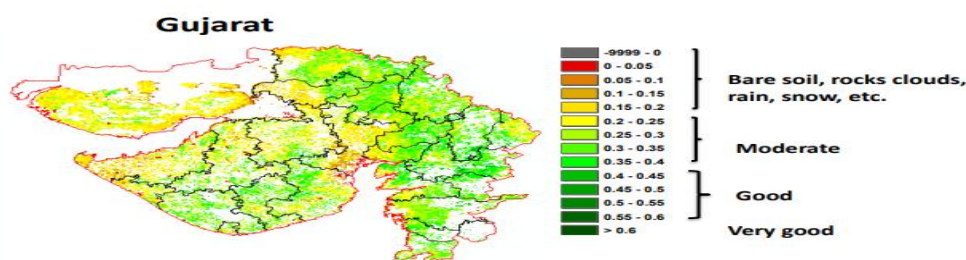 Gujarat
-9999 - 0
0 - 0.05
0.05 - 0.1
0.1 - 0.15
0.15 - 0.2
0.2 - 0.25
0.25 - 0.3
0.3 - 0.35
0.35 - 0.4
0.4 - 0.45
0.45 - 0.5
0.5 - 0.55
0.55 - 0.6
> 0.6
Bare soil, rocks clouds,
rain, snow, etc.
Moderate
Good
Very good